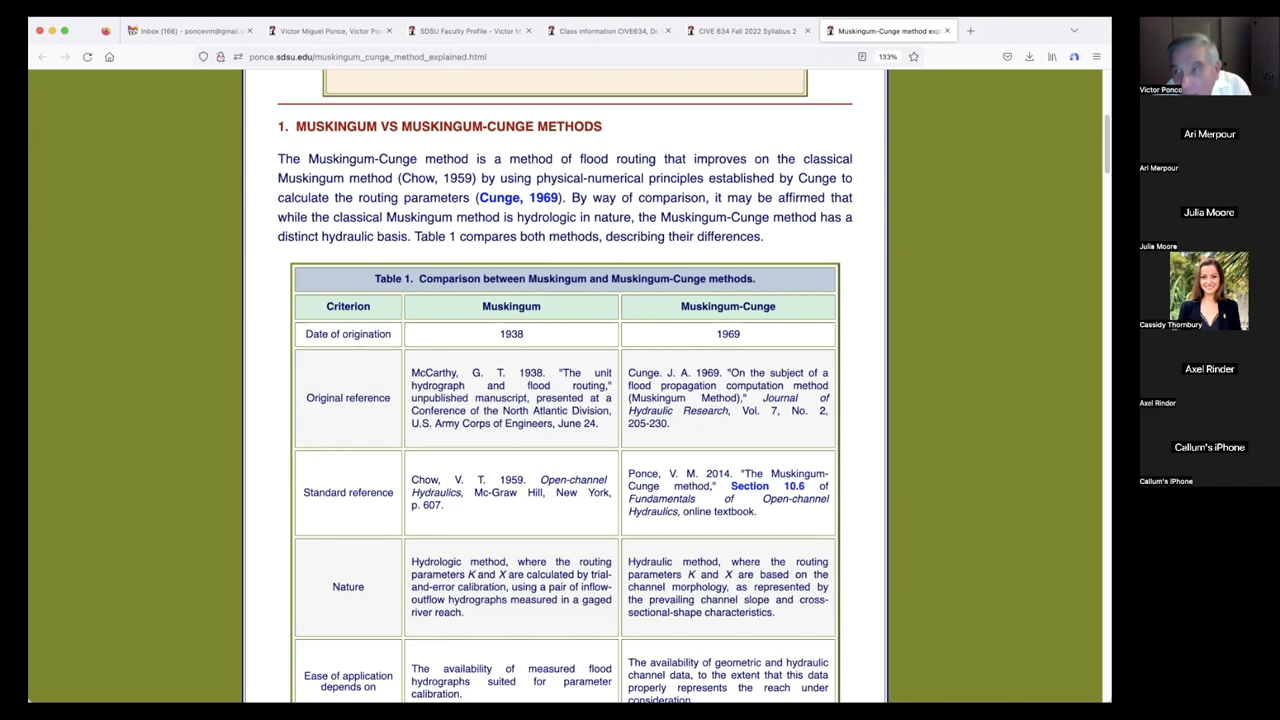 Inbox (166) - poncevm@gmail.c
Victor Miguel Ponce, Victor Pon
SDSU Faculty Profile - Victor M
Class information CIVE634, Dr.
CIVE 634 Fall 2022 Syllabus 2
Muskingum-Cunge method exp
ponce.sdsu.edu/muskingum_cunge_method_explained.html
133%
1. MUSKINGUM VS MUSKINGUM-CUNGE METHODS
The Muskingum-Cunge method is a method of flood routing that improves on the classical
Muskingum method (Chow, 1959) by using physical-numerical principles established by Cunge to
calculate the routing parameters (Cunge, 1969). By way of comparison, it may be affirmed that
while the classical Muskingum method is hydrologic in nature, the Muskingum-Cunge method has a
distinct hydraulic basis. Table 1 compares both methods, describing their differences.
Table 1. Comparison between Muskingum and Muskingum-Cunge methods.
Criterion
Muskingum
Muskingum-Cunge
Date of origination
1938
1969
Original reference
McCarthy, G. T. 1938. "The unit
hydrograph and flood routing,"
unpublished manuscript, presented at a
Conference of the North Atlantic Division,
U.S. Army Corps of Engineers, June 24.
Cunge. J. A. 1969. "On the subject of a
flood propagation computation method
(Muskingum Method)," Journal of
Hydraulic Research, Vol. 7, No. 2,
205-230.
Standard reference
Chow, V. T. 1959. Open-channel
Hydraulics, McGraw Hill, New York,
p. 607.
Ponce, V. M. 2014. "The Muskingum-
Cunge method," Section 10.6 of
Fundamentals of Open-channel
Hydraulics, online textbook.
Nature
Hydrologic method, where the routing
parameters K and X are calculated by trial-
and-error calibration, using a pair of inflow-
outflow hydrographs measured in a gaged
river reach.
Hydraulic method, where the routing
parameters K and X are based on the
channel morphology, as represented by
the prevailing channel slope and cross-
sectional-shape characteristics.
Ease of application
depends on
The availability of measured flood
hydrographs suited for parameter
calibration.
The availability of geometric and hydraulic
channel data, to the extent that this data
properly represents the reach under
consideration.
Victor Ponce
Ari Merpour
Ari Merpour
Julia Moore
Julia Moore
Cassidy Thornbury
Axel Rinder
Axel Rinder
Callum's iPhone
Callum's iPhone